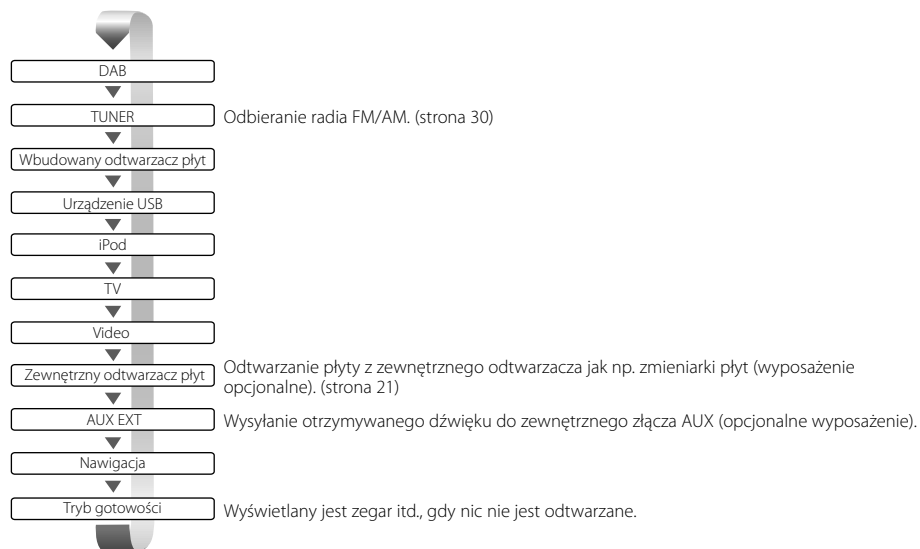 DAB
TUNER
Odbieranie radia FM/AM. (strona 30)
Wbudowany odtwarzacz płyt
Urządzenie USB
iPod
TV
Video
Zewnętrzny odtwarzacz płyt
Odtwarzanie płyty z zewnętrznego odtwarzacza jak np. zmieniarki płyt (wyposażenie
opcjonalne). (strona 21)
AUX EXT
Wysyłanie otrzymywanego dźwięku do zewnętrznego złącza AUX (opcjonalne wyposażenie).
Nawigacja
Tryb gotowości
Wyświetlany jest zegar itd., gdy nic nie jest odtwarzane.